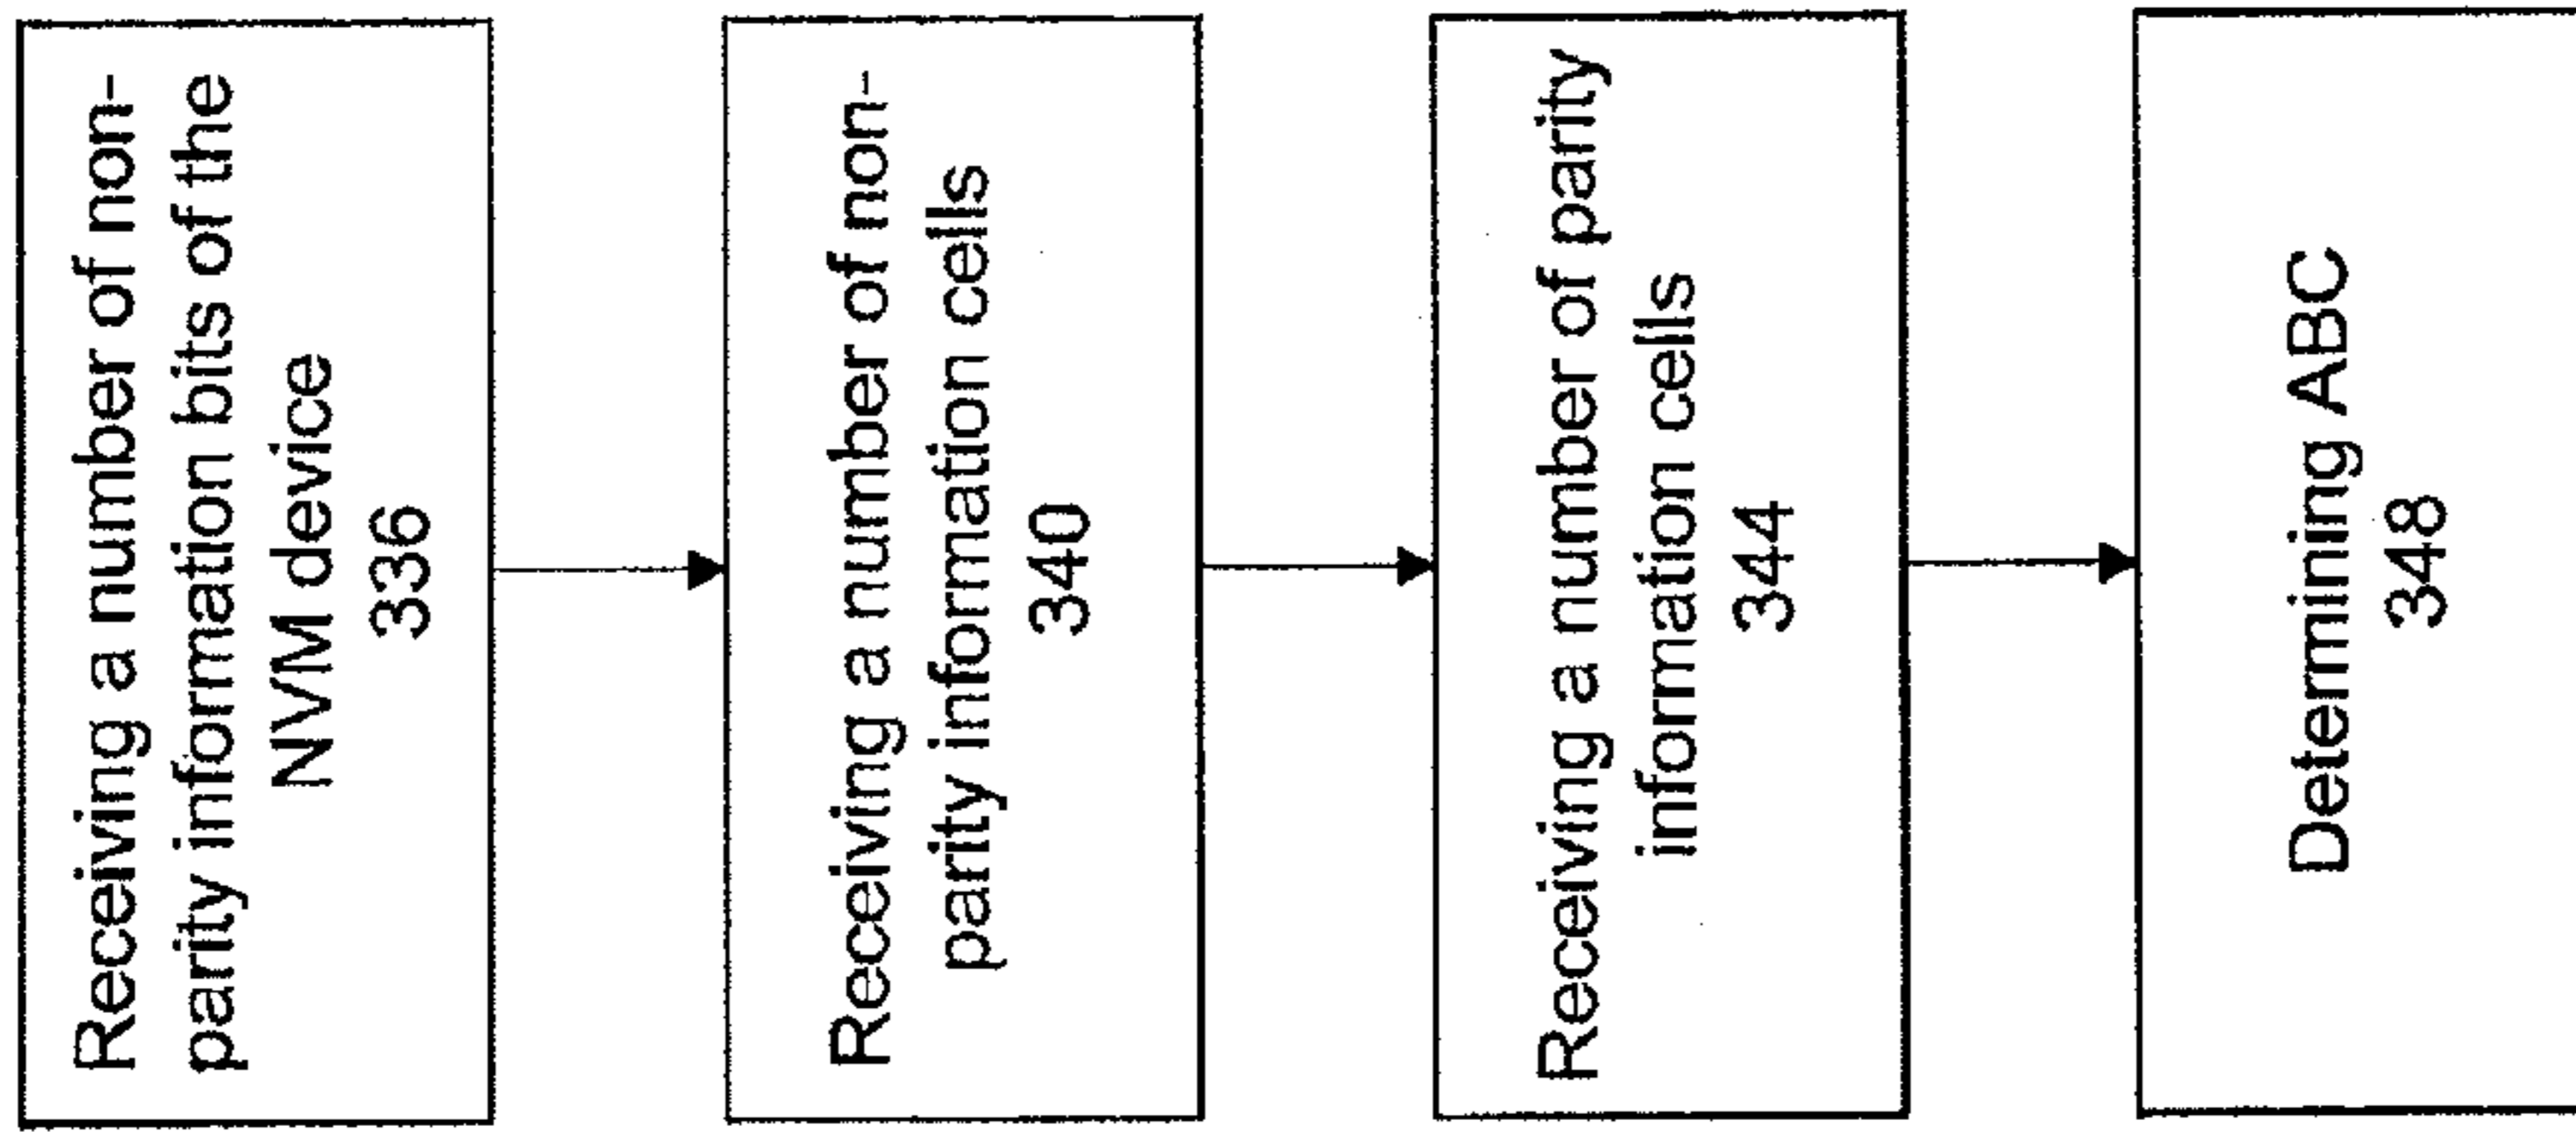 Receiving a number of non-
parity information bits of the
NVM device
336
Receiving a number of non-
parity information cells
340
Receiving a number of parity
information cells
344
Determining ABC
348